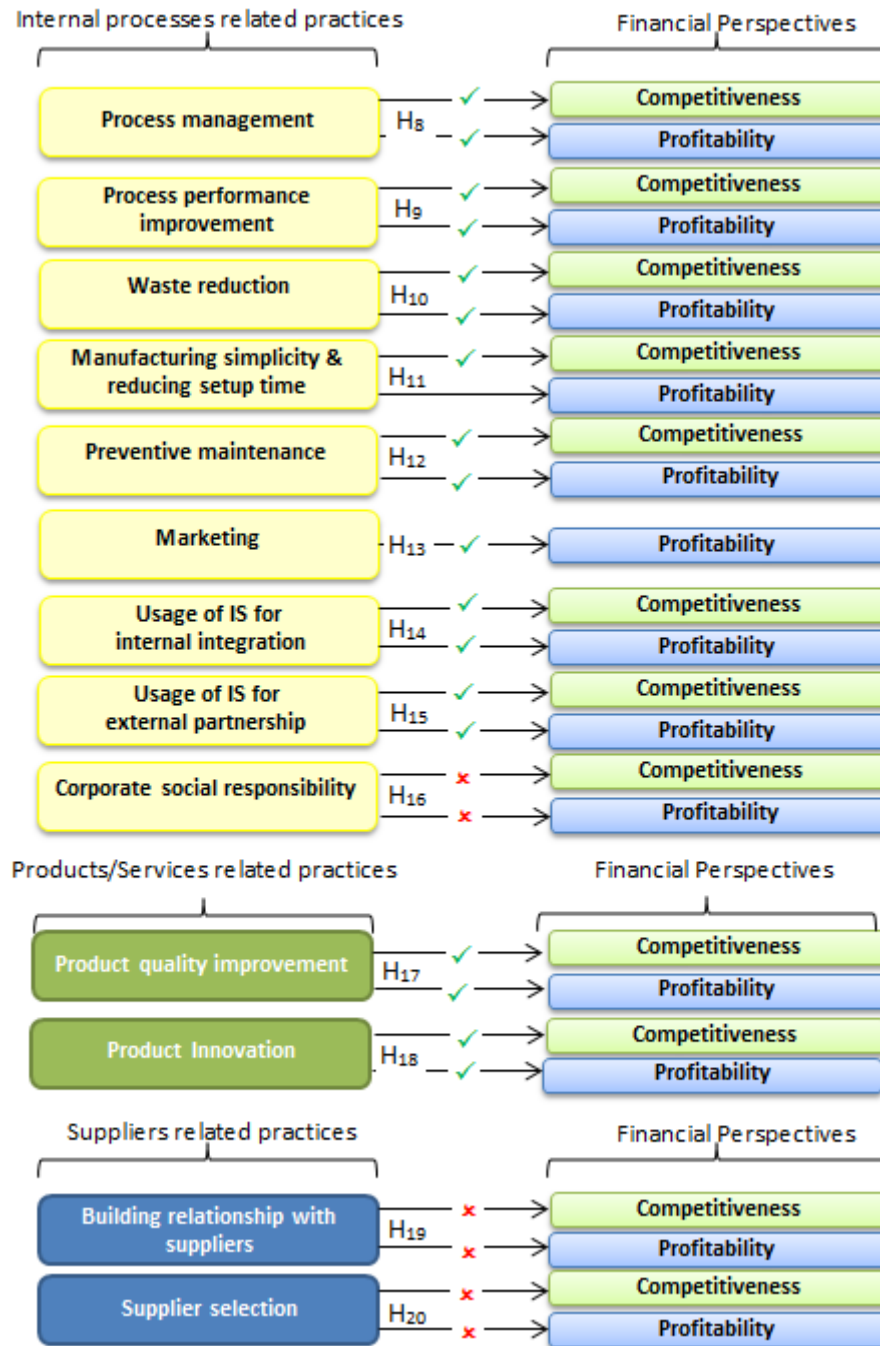 Internal processes related practices
Financial Perspectives
Process management
H8
✓
Competitiveness
✓
Profitability
Process performance
improvement
H9
✓
Competitiveness
✓
Profitability
Waste reduction
H10
✓
Competitiveness
✓
Profitability
Manufacturing simplicity &
reducing setup time
H11
✓
Competitiveness
Profitability
Preventive maintenance
H12
✓
Competitiveness
✓
Profitability
Marketing
H13
✓
Profitability
Usage of IS for
internal integration
H14
✓
Competitiveness
✓
Profitability
Usage of IS for
external partnership
H15
✓
Competitiveness
✓
Profitability
Corporate social responsibility
H16
×
Competitiveness
×
Profitability
Products/Services related practices
Financial Perspectives
Product quality improvement
H17
✓
Competitiveness
✓
Profitability
Product Innovation
H18
✓
Competitiveness
✓
Profitability
Suppliers related practices
Financial Perspectives
Building relationship with
suppliers
H19
×
Competitiveness
×
Profitability
Supplier selection
H20
×
Competitiveness
×
Profitability